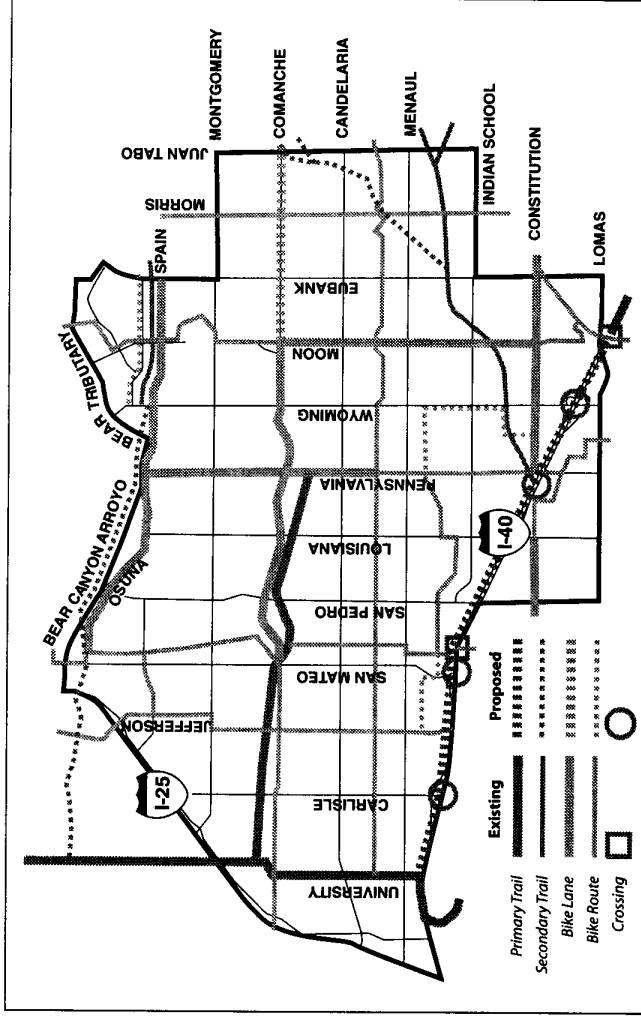 MONTGOMERY
COMANCHE
CANDELARIA
MENAUL
INDIAN SCHOOL
CONSTITUTION
LOMAS
JUAN TABO
MORRIS
SPAIN
EUBANK
MOON
WYOMING
BEAR TRIBUTARY
PENNSYLVANIA
BEAR CANYON ARROYO
OSUNA
LOUISIANA
I-40
SAN PEDRO
SAN MATEO
JEFFERSON
I-25
CARLISLE
UNIVERSITY
Existing Proposed
Primary Trail
Secondary Trail
Bike Lane
Bike Route
Crossing